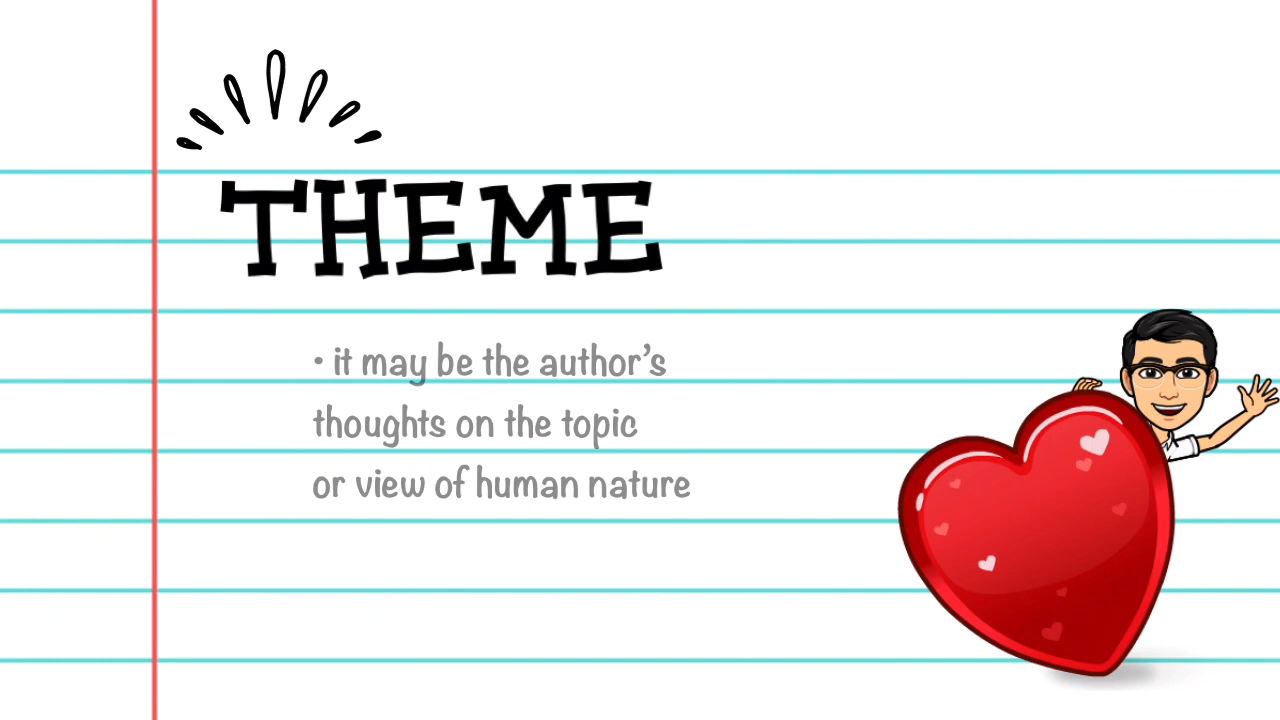 THEME
• it may be the author's
thoughts on the topic
or view of human nature